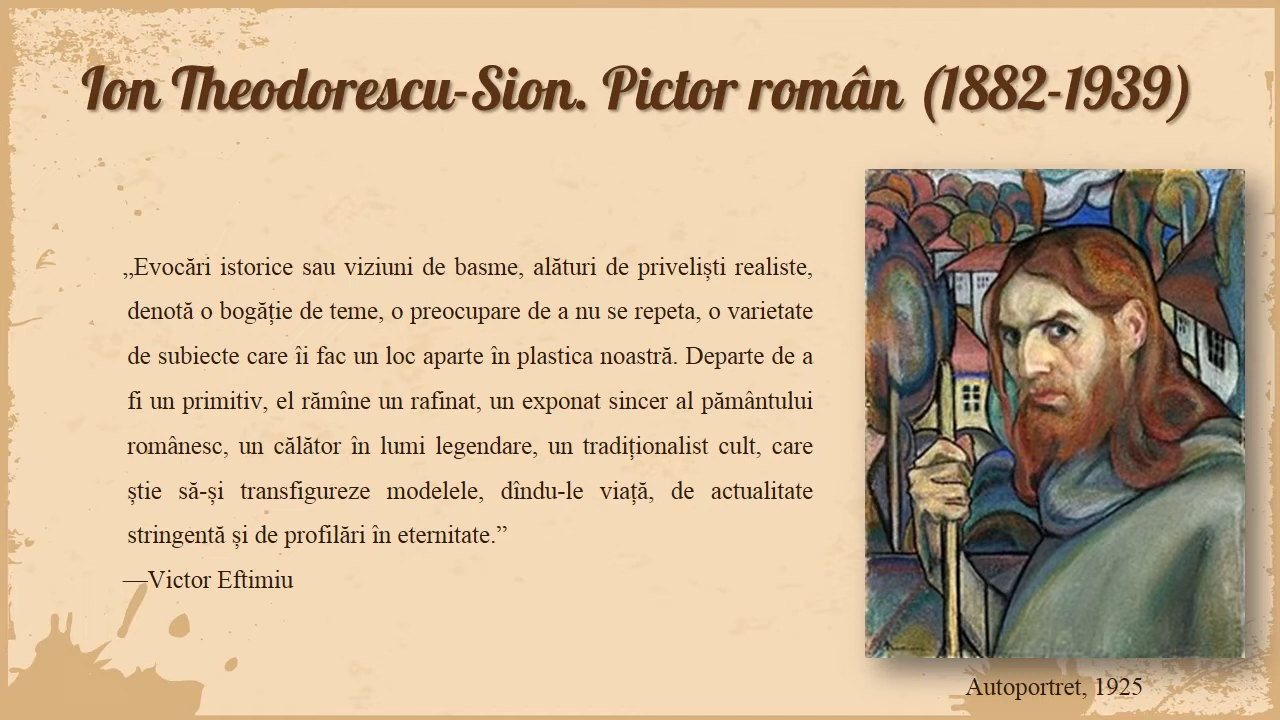 Ion Theodorescu-Sion. Pictor român (1882-1939)
„Evocări istorice sau viziuni de basme, alături de priveliști realiste,
denotă o bogăție de teme, o preocupare de a nu se repeta, o varietate
de subiecte care îi fac un loc aparte în plastica noastră. Departe de a
fi un primitiv, el rămîne un rafinat, un exponat sincer al pământului
românesc, un călător în lumi legendare, un tradiționalist cult, care
știe să-și transfigureze modelele, dîndu-le viață, de actualitate
stringentă și de profilări în eternitate.”
—Victor Eftimiu
Autoportret, 1925